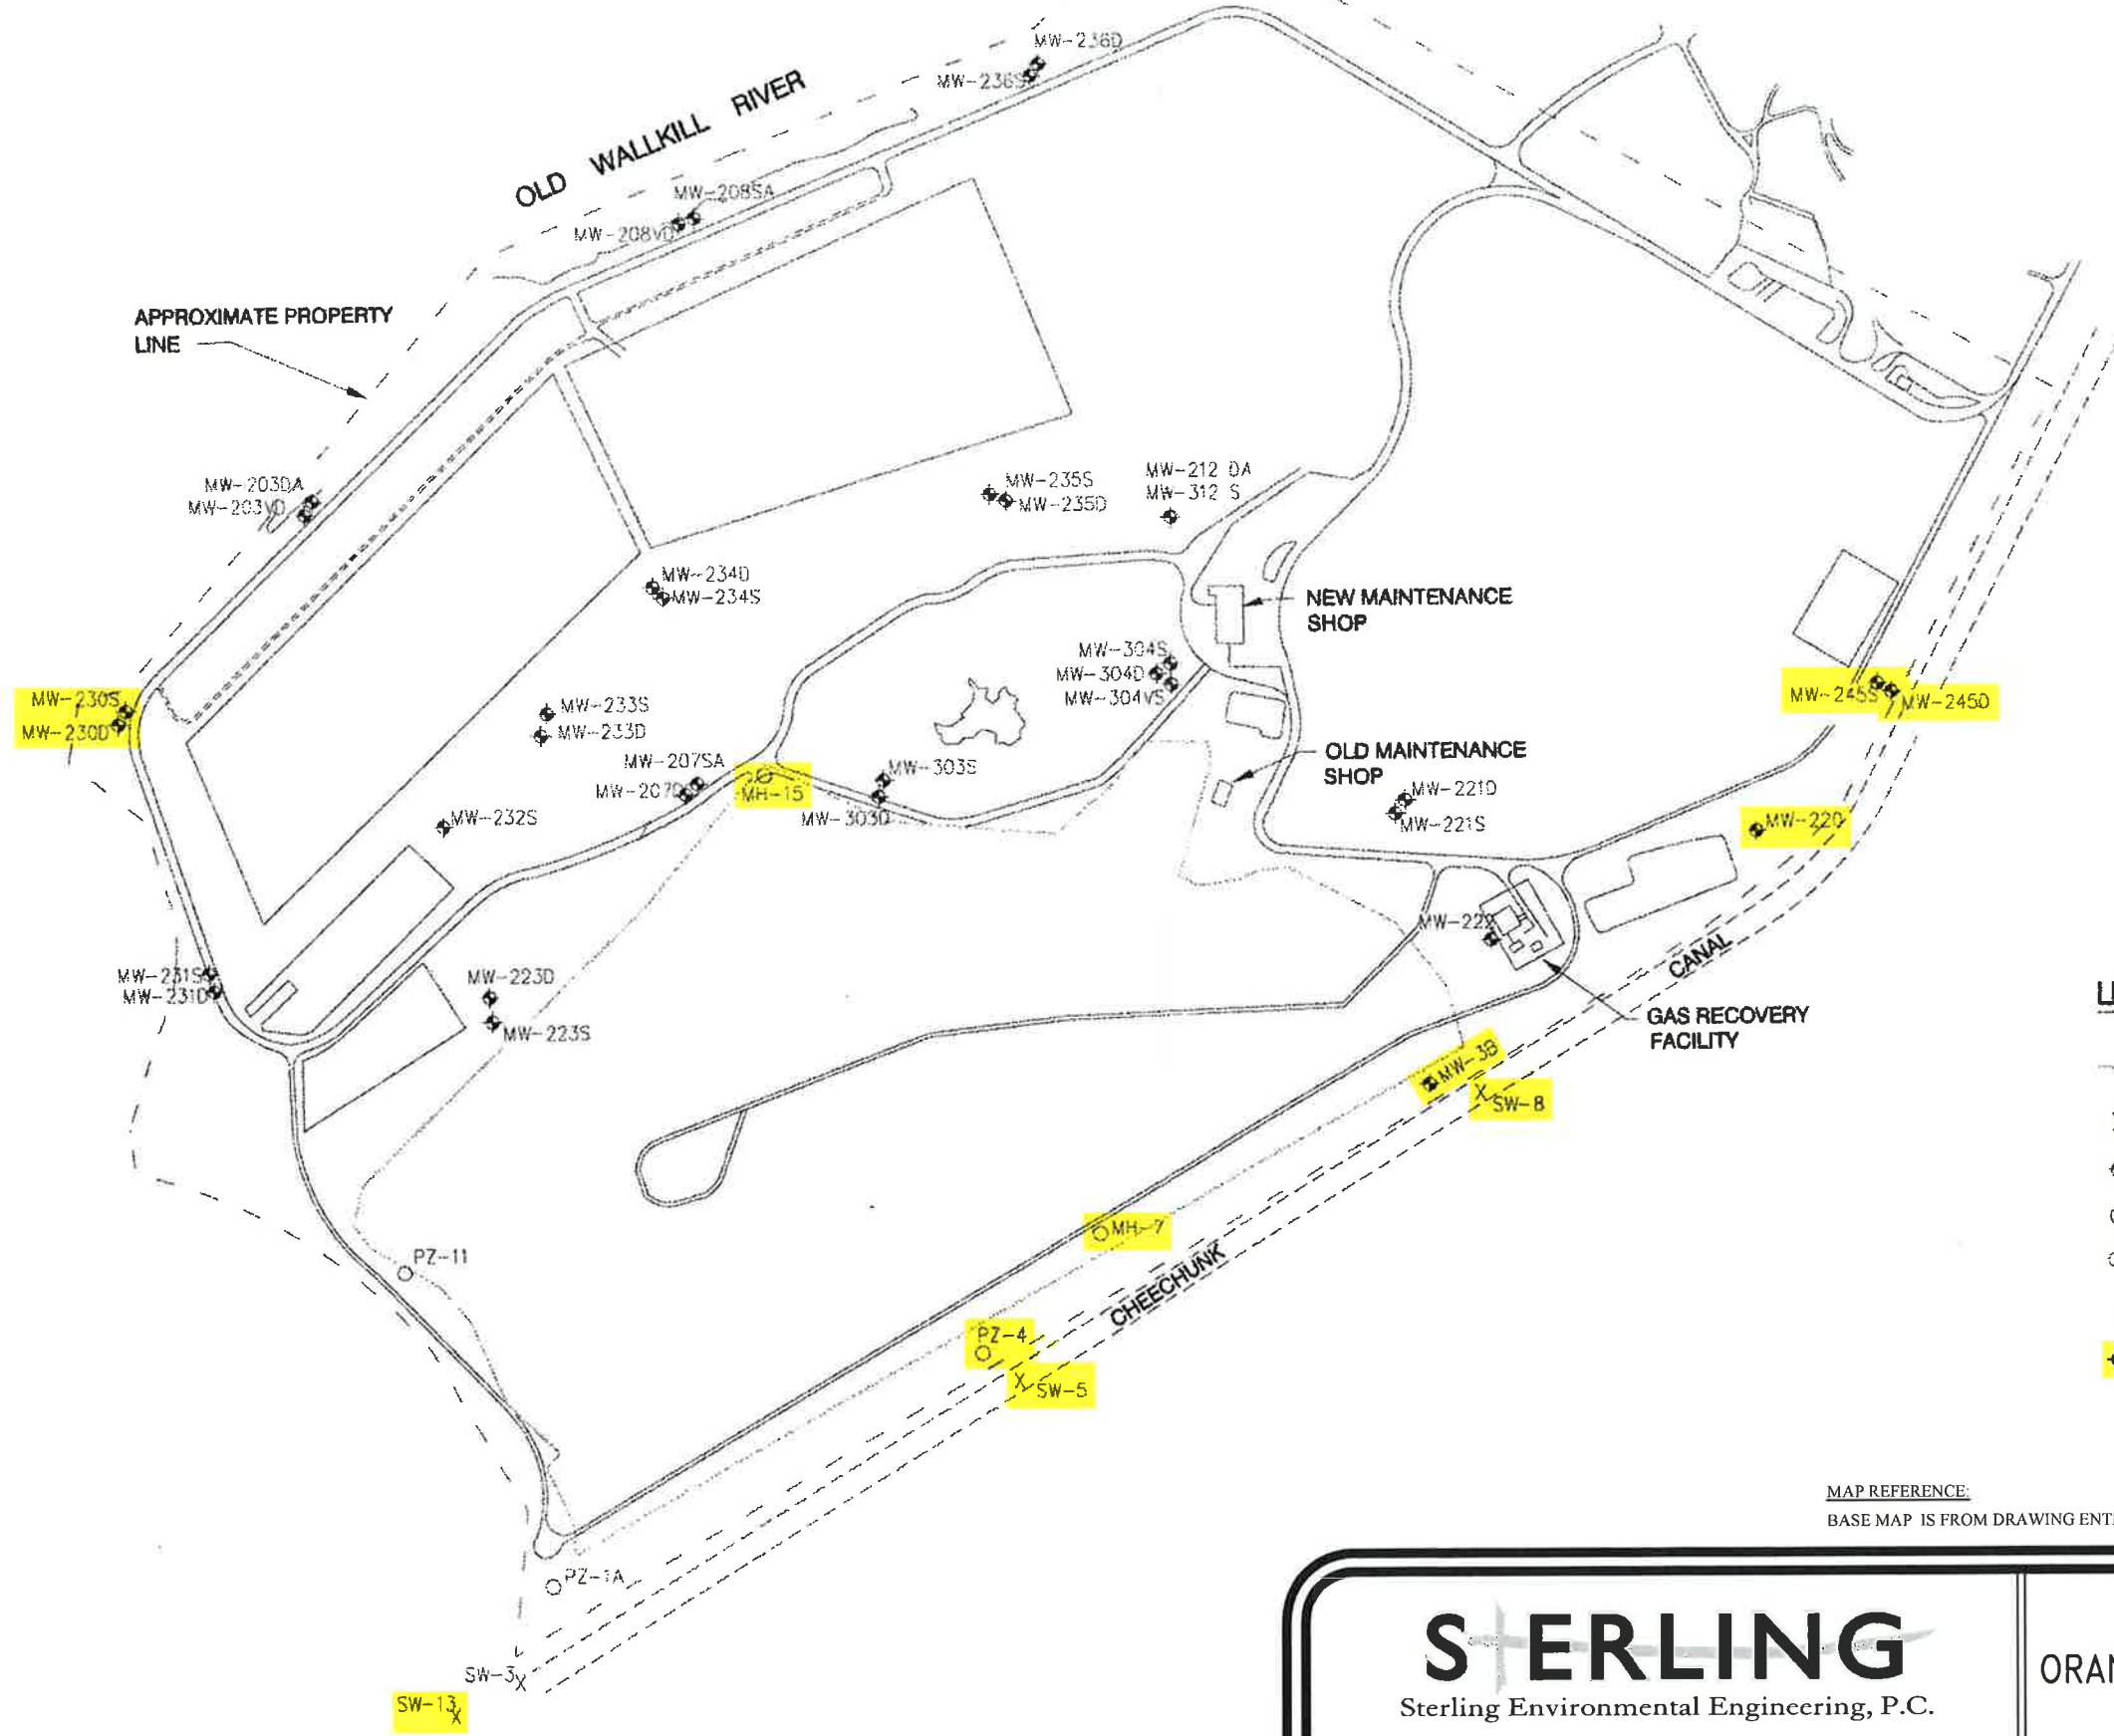 MW-236D
MW-236S
OLD WALLKILL RIVER
MW-208SA
MW-208VD
APPROXIMATE PROPERTY
LINE
MW-203DA
MW-203VD
MW-235S
MW-235D
MW-212 DA
MW-312 S
MW-234D
MW-234S
NEW MAINTENANCE
SHOP
MW-304S
MW-304D
MW-304VS
MW-230S
MW-230D
MW-233S
MW-233D
MW-245S
MW-245D
MW-207SA
MW-207D
MH-15
MW-303S
MW-303D
OLD MAINTENANCE
SHOP
MW-221D
MW-221S
MW-220
MW-232S
MW-222
CANAL
MW-231S
MW-231D
MW-223D
MW-223S
GAS RECOVERY
FACILITY
MW-3B
SW-8
MH-7
PZ-11
CHEECHUNK
PZ-4
SW-5
PZ-1A
SW-3
SW-13
MAP REFERENCE:
BASE MAP IS FROM DRAWING ENT
STERLING
Sterling Environmental Engineering, P.C.
ORAN